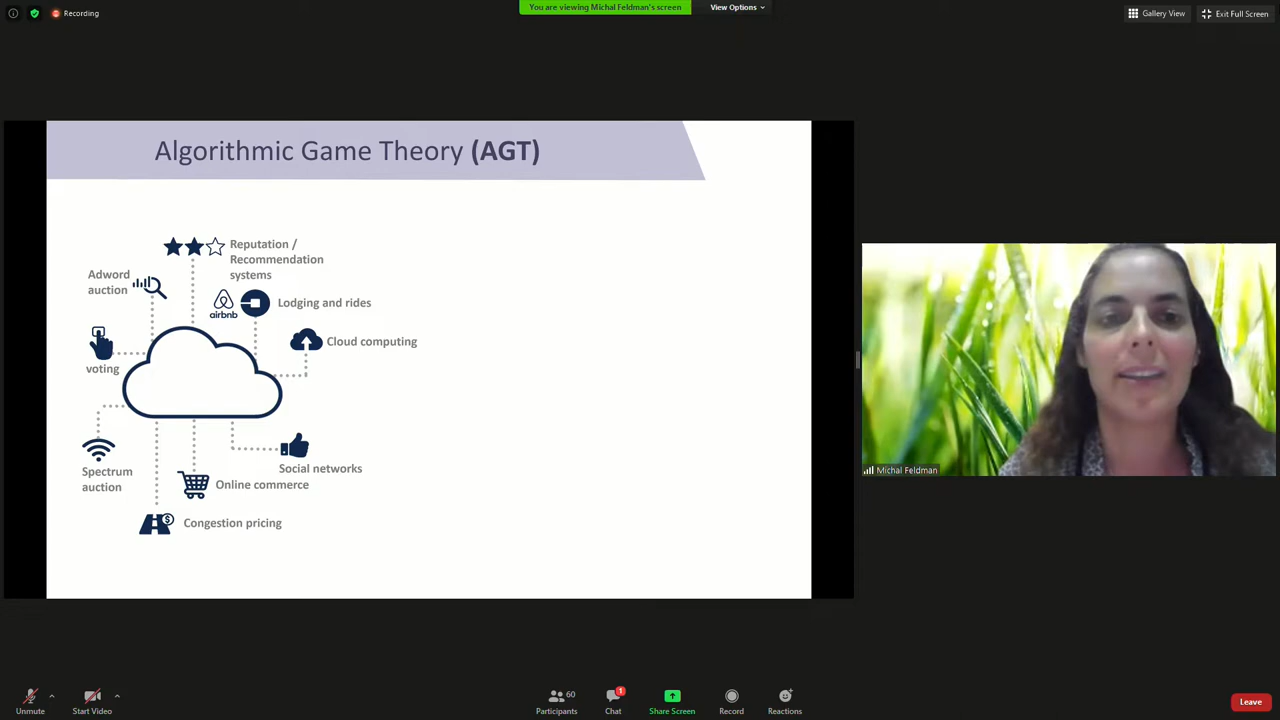 Recording
You are viewing Michal Feldman's screen
View Options
Gallery View
Exit Full Screen
Algorithmic Game Theory (AGT)
Reputation /
Recommendation
systems
Adword
auction
airbnb
Lodging and rides
Cloud computing
voting
Spectrum
auction
Social networks
Online commerce
$
Congestion pricing
Michal Feldman
Unmute
Start Video
60
Participants
1
Chat
Share Screen
Record
Reactions
Leave